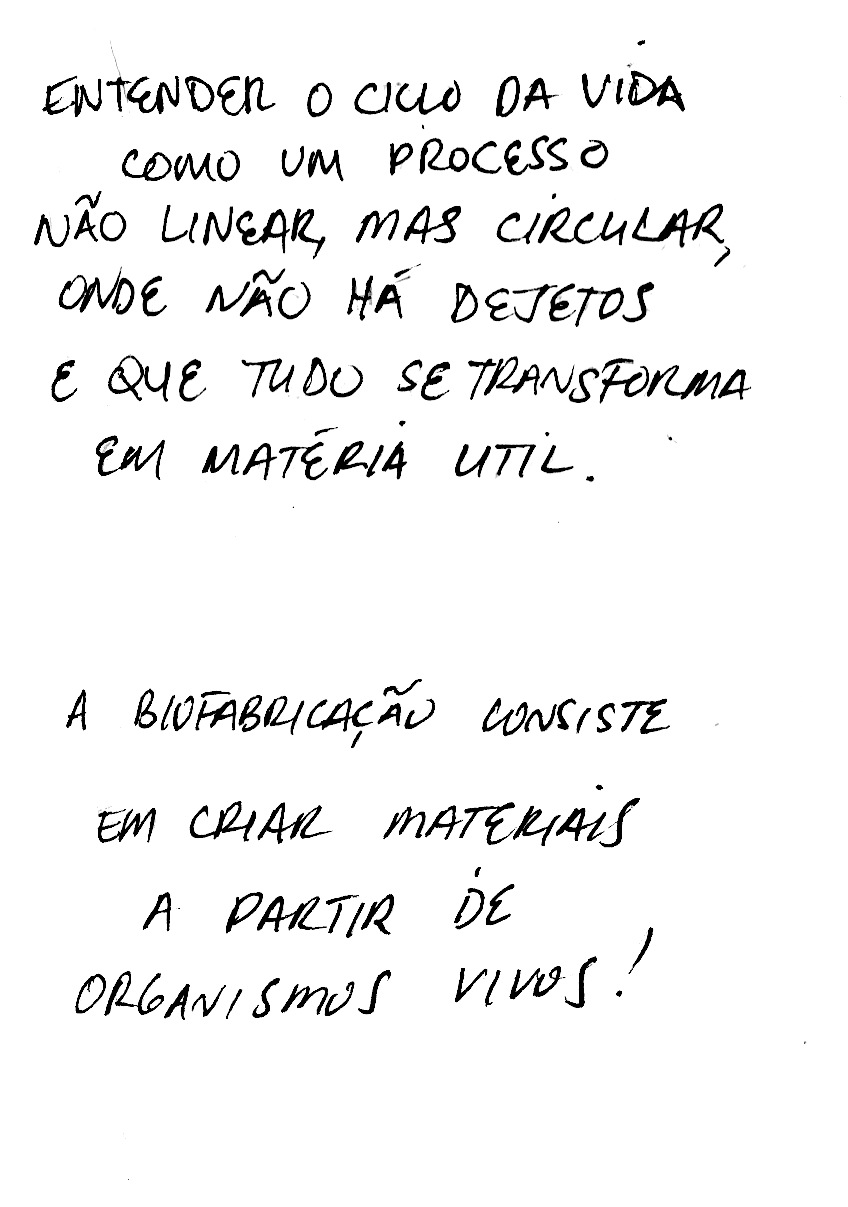 ENTENDER O CICLO DA VIDA
COMO UM PROCESSO
NÃO LINEAR, MAS CIRCULAR,
ONDE NÃO HÁ DEJETOS
E QUE TUDO SE TRANSFORMA
EM MATÉRIA UTIL.
A BIOFABRICAÇÃO CONSISTE
EM CRIAR MATERIAIS
A PARTIR DE
ORGANISMOS VIVOS!